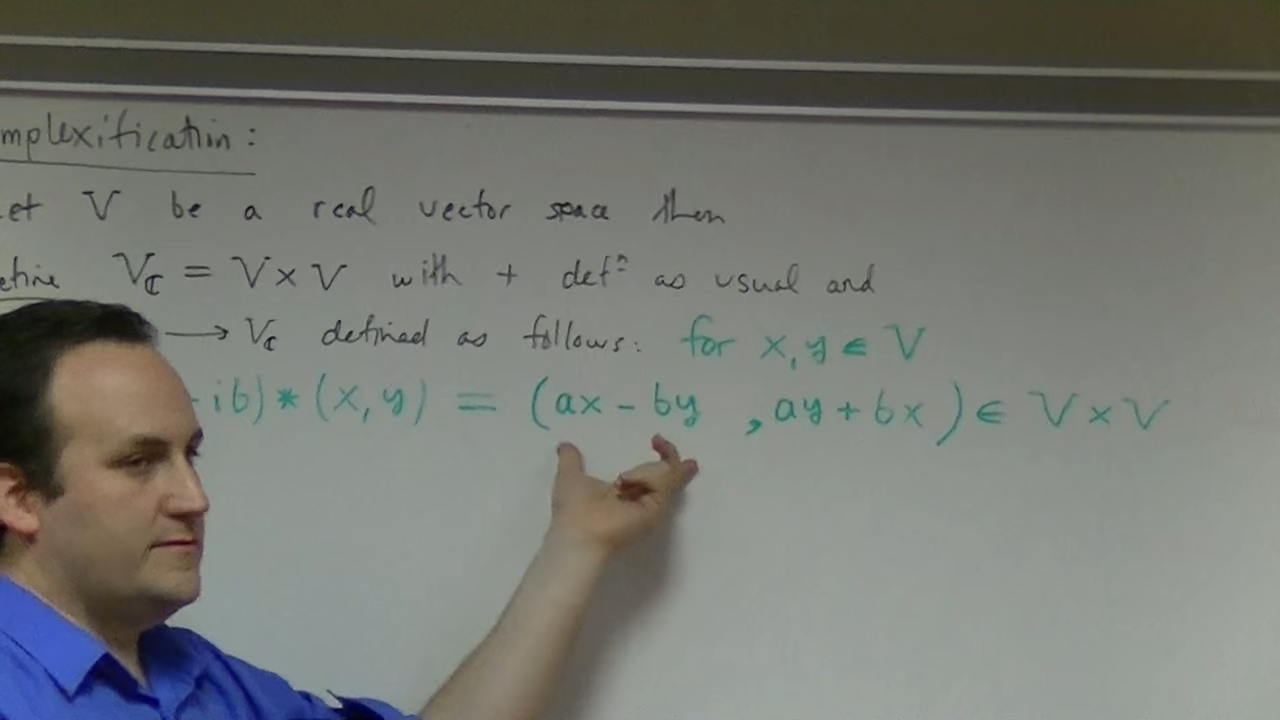 mplexification:
et V be a real vector space then
efine V_ℂ = V×V with + defⁿ as usual and
⟶ V_ℂ defined as follows: for x, y ∈ V
ib) * (x, y) = (ax - by , ay + bx) ∈ V × V